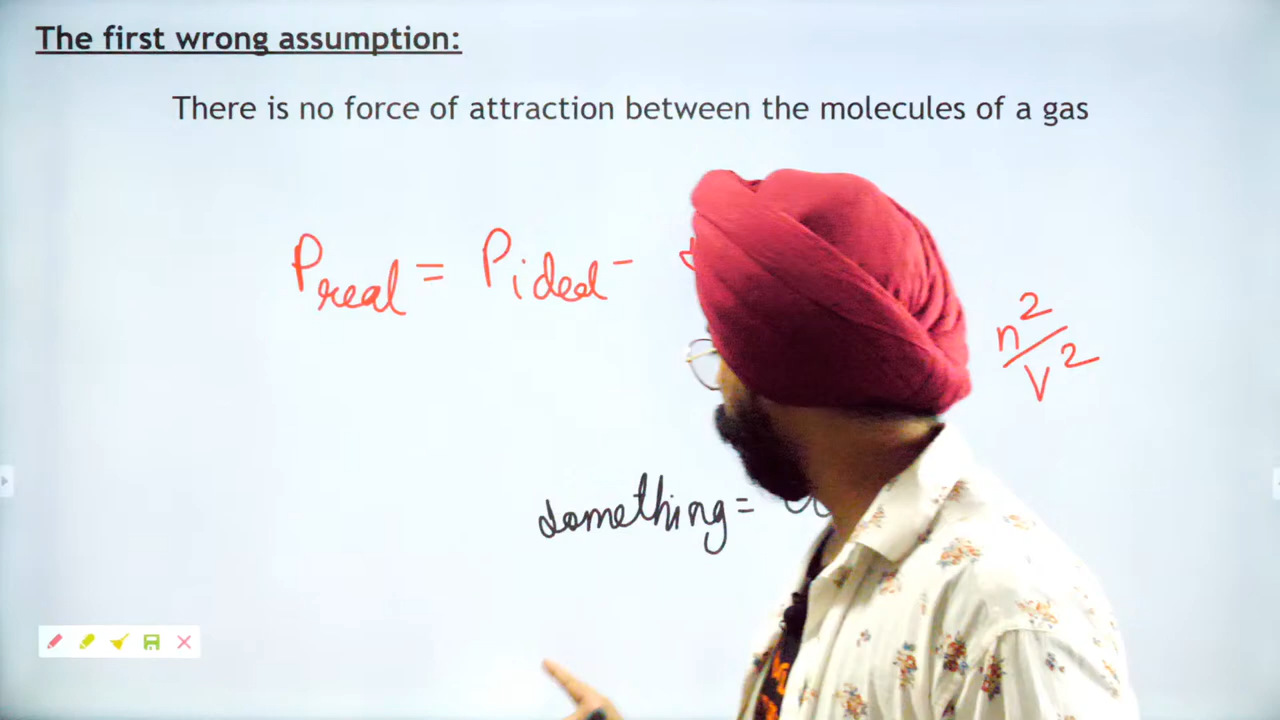 The first wrong assumption:
There is no force of attraction between the molecules of a gas
Preal = Pideal -
n²/V²
something =